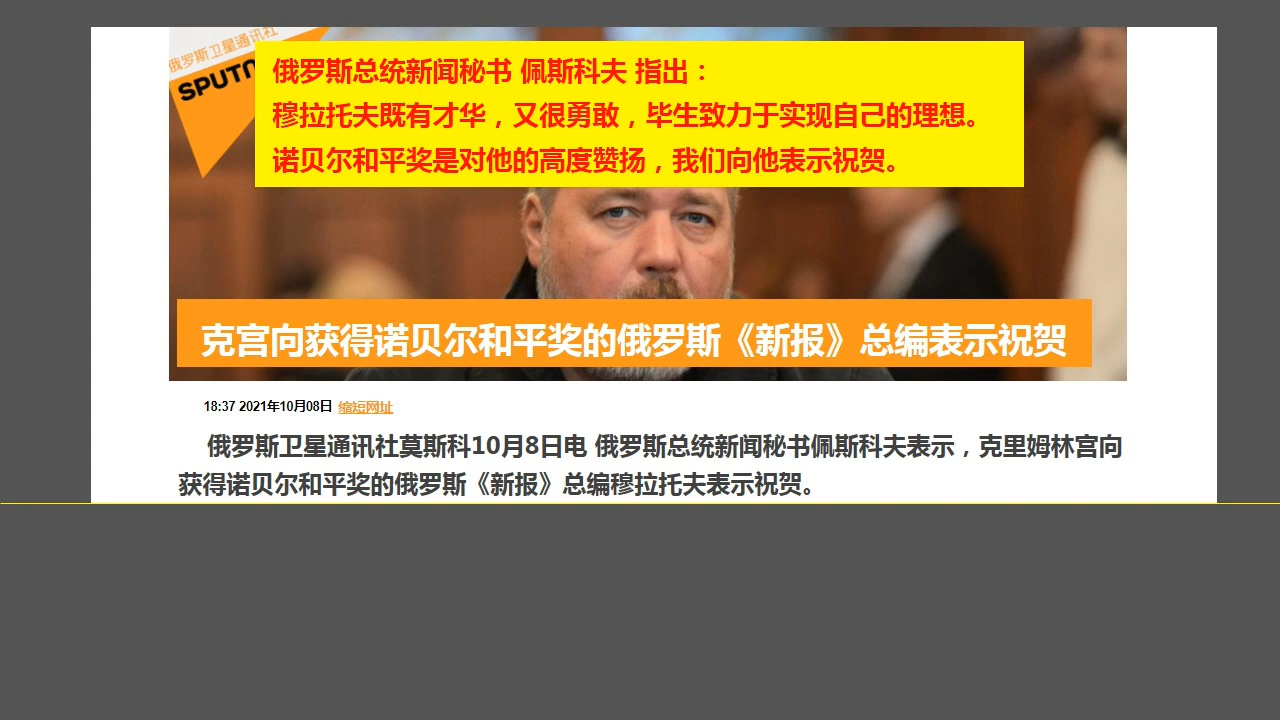 俄罗斯卫星通讯社
SPUTN
俄罗斯总统新闻秘书 佩斯科夫 指出：
穆拉托夫既有才华，又很勇敢，毕生致力于实现自己的理想。
诺贝尔和平奖是对他的高度赞扬，我们向他表示祝贺。
克宫向获得诺贝尔和平奖的俄罗斯《新报》总编表示祝贺
18:37 2021年10月08日 缩短网址
俄罗斯卫星通讯社莫斯科10月8日电 俄罗斯总统新闻秘书佩斯科夫表示，克里姆林宫向
获得诺贝尔和平奖的俄罗斯《新报》总编穆拉托夫表示祝贺。